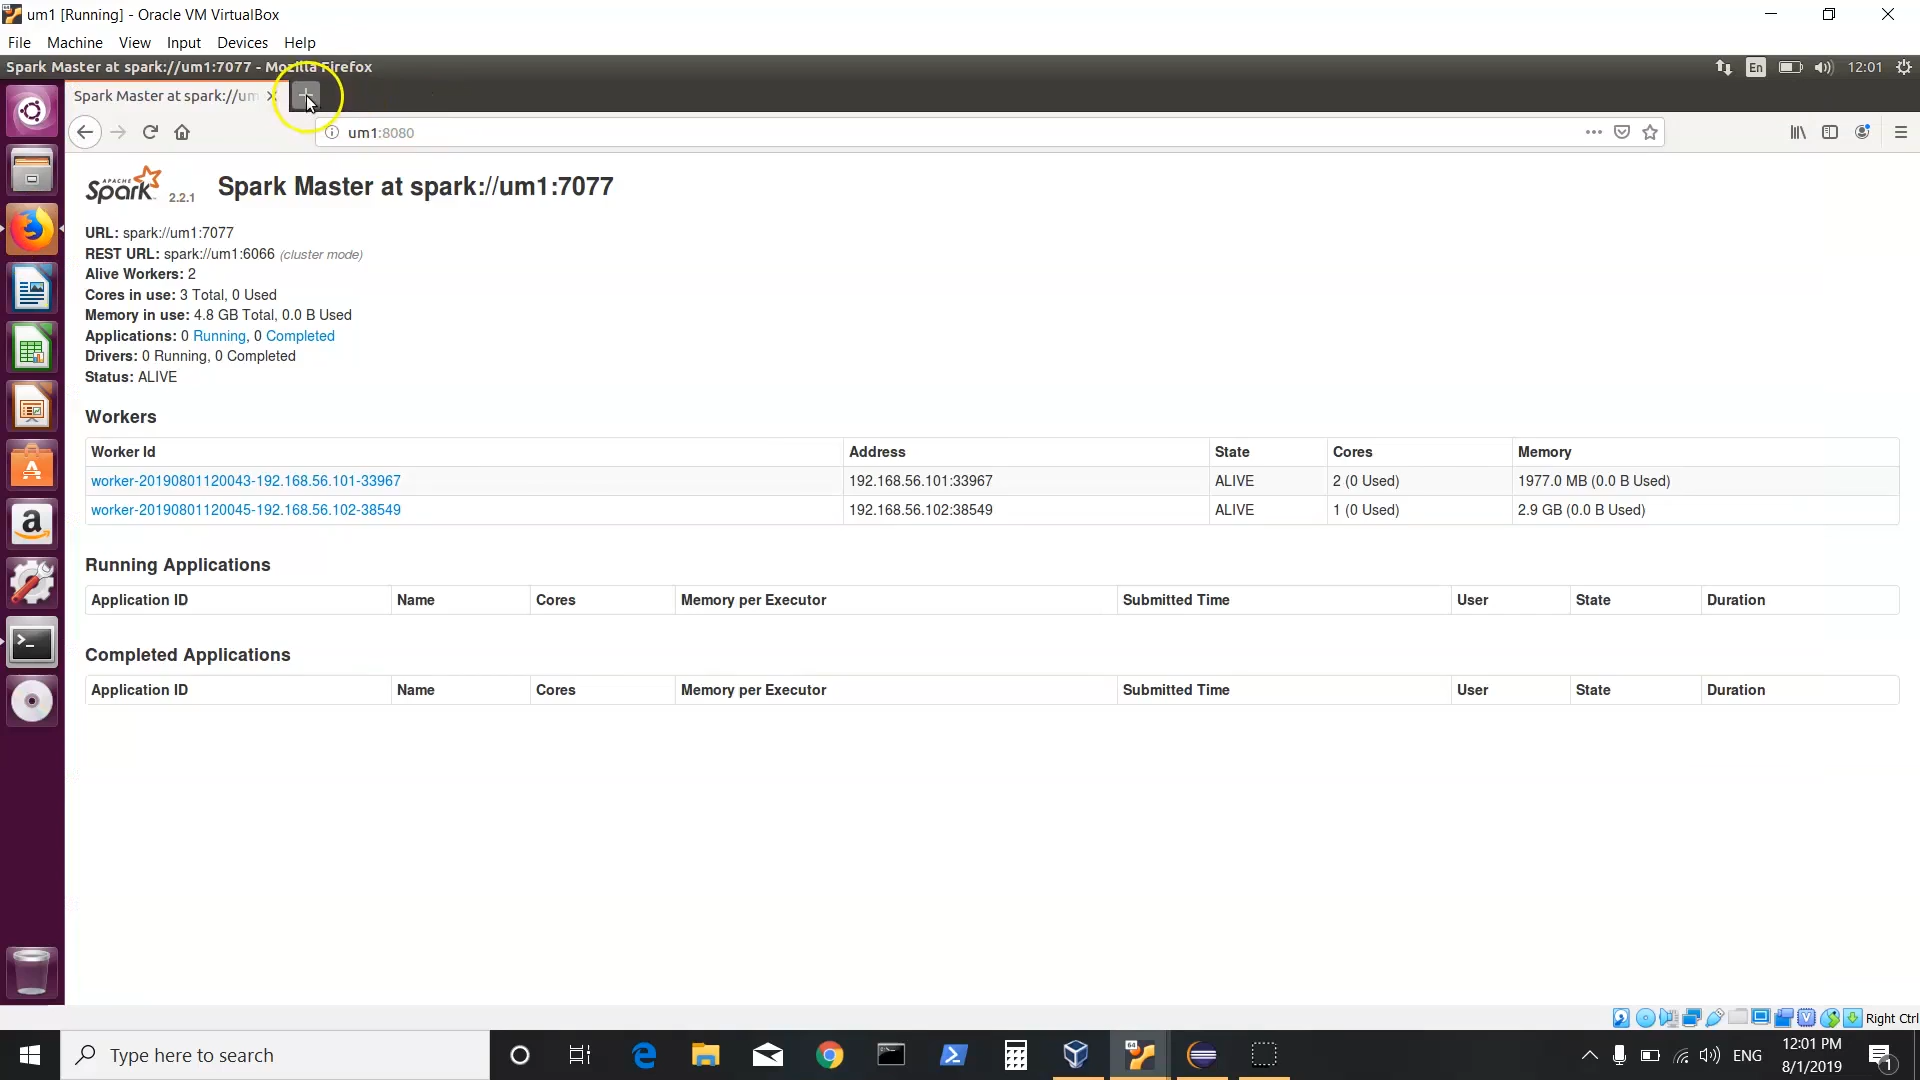 um1 [Running] - Oracle VM VirtualBox
File Machine View Input Devices Help
Spark Master at spark://um1:7077 - Mozilla Firefox
En 12:01
Spark Master at spark://um
um1:8080
APACHE Spark 2.2.1 Spark Master at spark://um1:7077
URL: spark://um1:7077
REST URL: spark://um1:6066 (cluster mode)
Alive Workers: 2
Cores in use: 3 Total, 0 Used
Memory in use: 4.8 GB Total, 0.0 B Used
Applications: 0 Running, 0 Completed
Drivers: 0 Running, 0 Completed
Status: ALIVE
Workers
Worker Id Address State Cores Memory
worker-20190801120043-192.168.56.101-33967 192.168.56.101:33967 ALIVE 2 (0 Used) 1977.0 MB (0.0 B Used)
worker-20190801120045-192.168.56.102-38549 192.168.56.102:38549 ALIVE 1 (0 Used) 2.9 GB (0.0 B Used)
Running Applications
Application ID Name Cores Memory per Executor Submitted Time User State Duration
Completed Applications
Application ID Name Cores Memory per Executor Submitted Time User State Duration
Right Ctrl
Type here to search
ENG
12:01 PM
8/1/2019
1